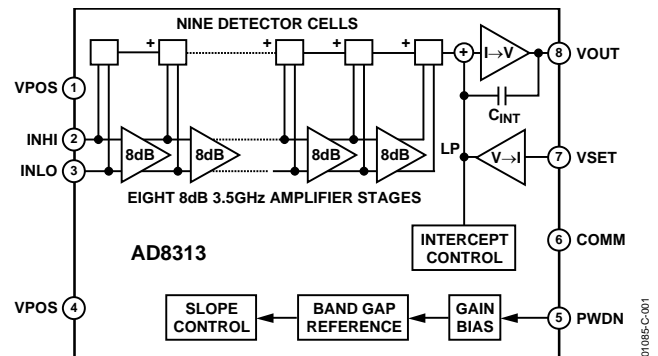 NINE DETECTOR CELLS
+ + + + +
I→V
8 VOUT
VPOS 1
CINT
INHI 2
8dB 8dB 8dB 8dB
LP
V→I
7 VSET
INLO 3
EIGHT 8dB 3.5GHz AMPLIFIER STAGES
INTERCEPT
CONTROL
6 COMM
AD8313
VPOS 4
SLOPE
CONTROL
BAND GAP
REFERENCE
GAIN
BIAS
5 PWDN
01085-C-001